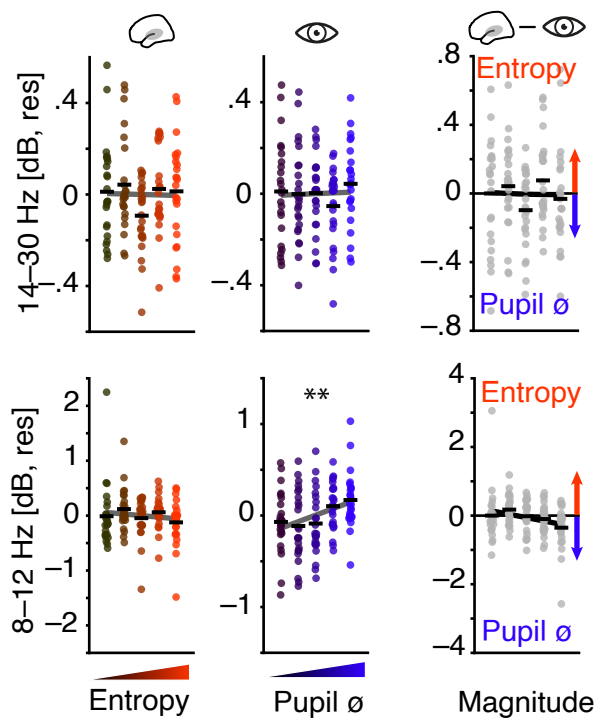 .8
Entropy
.4
.4
.4
0
0
0
14–30 Hz [dB, res]
–.4
–.4
–.4
Pupil ø
–.8
4
Entropy
2
**
1
2
1
0
0
0
8–12 Hz [dB, res]
–1
–2
Pupil ø
–1
–2
–4
Entropy
Pupil ø
Magnitude